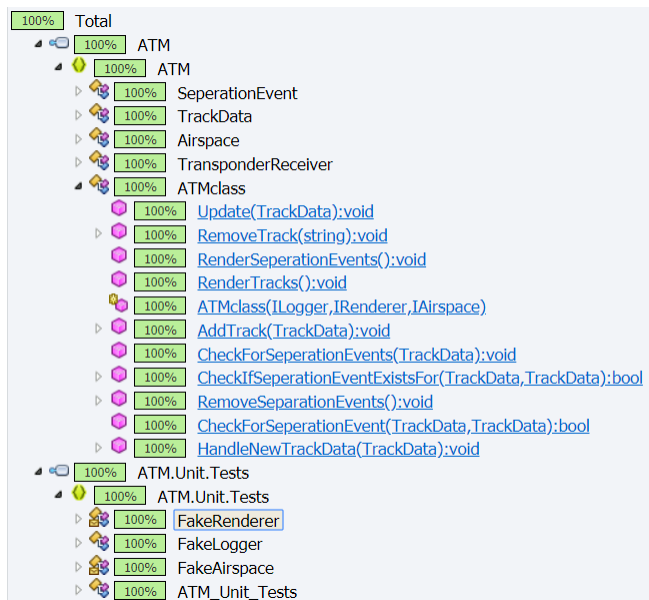 100% Total
100% ATM
100% ATM
100% SeperationEvent
100% TrackData
100% Airspace
100% TransponderReceiver
100% ATMclass
100% Update(TrackData):void
100% RemoveTrack(string):void
100% RenderSeperationEvents():void
100% RenderTracks():void
100% ATMclass(ILogger,IRenderer,IAirspace)
100% AddTrack(TrackData):void
100% CheckForSeperationEvents(TrackData):void
100% CheckIfSeperationEventExistsFor(TrackData,TrackData):bool
100% RemoveSeparationEvents():void
100% CheckForSeperationEvent(TrackData,TrackData):bool
100% HandleNewTrackData(TrackData):void
100% ATM.Unit.Tests
100% ATM.Unit.Tests
100% FakeRenderer
100% FakeLogger
100% FakeAirspace
100% ATM_Unit_Tests